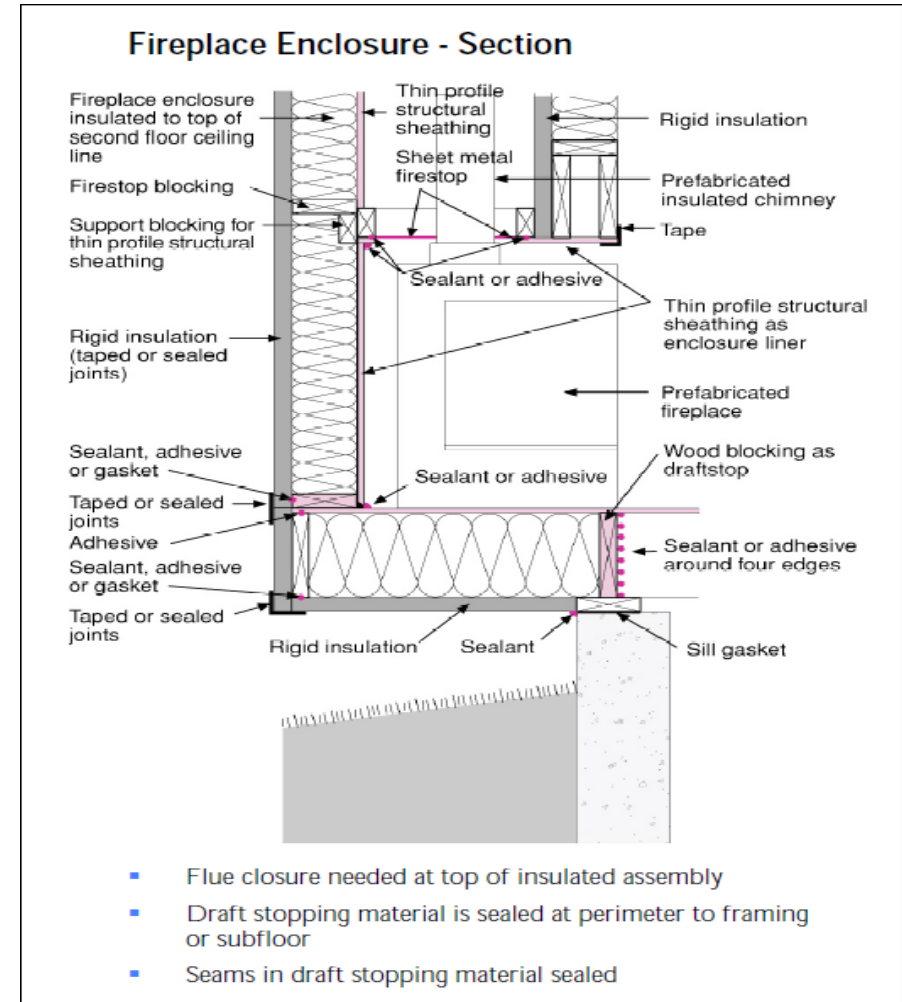 Fireplace Enclosure - Section
Fireplace enclosure
insulated to top of
second floor ceiling
line
Firestop blocking
Support blocking for
thin profile structural
sheathing
Rigid insulation
(taped or sealed
joints)
Sealant, adhesive
or gasket
Taped or sealed
joints
Adhesive
Sealant, adhesive
or gasket
Taped or sealed
joints
Thin profile
structural
sheathing
Sheet metal
firestop
Sealant or adhesive
Sealant or adhesive
Rigid insulation
Sealant
Rigid insulation
Prefabricated
insulated chimney
Tape
Thin profile structural
sheathing as
enclosure liner
Prefabricated
fireplace
Wood blocking as
draftstop
Sealant or adhesive
around four edges
Sill gasket
Flue closure needed at top of insulated assembly
Draft stopping material is sealed at perimeter to framing
or subfloor
Seams in draft stopping material sealed